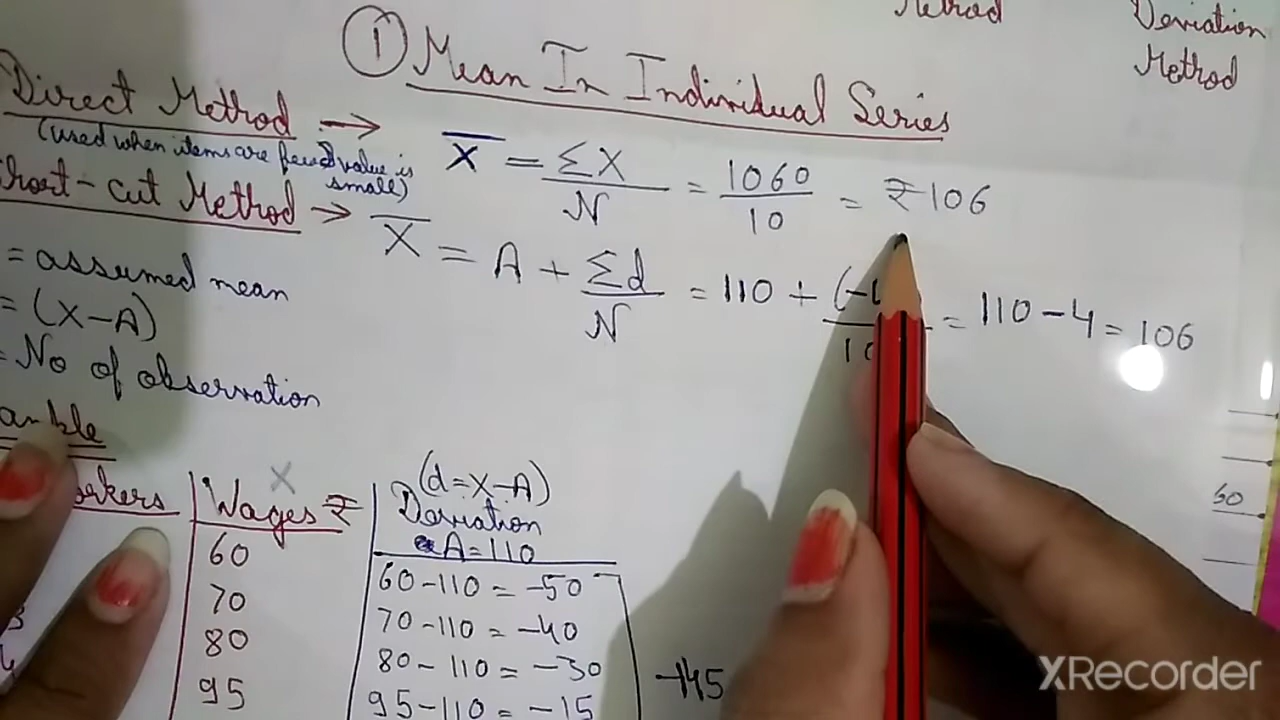 Method
Deviation
Method
① Mean In Individual Series
Direct Method → X̄ = ΣX/N = 1060/10 = ₹106
(used when items are few & value is small)
Short-cut Method → X̄ = A + Σd/N = 110 + (-/10 = 110 - 4 = 106
= assumed mean
= (X-A)
= No of observation
Wages ₹ X
(d=X-A)
Deviation
A=110
60 60-110 = -50
70 70-110 = -40
80 80-110 = -30
95 95-110 = -15
-145
50
XRecorder